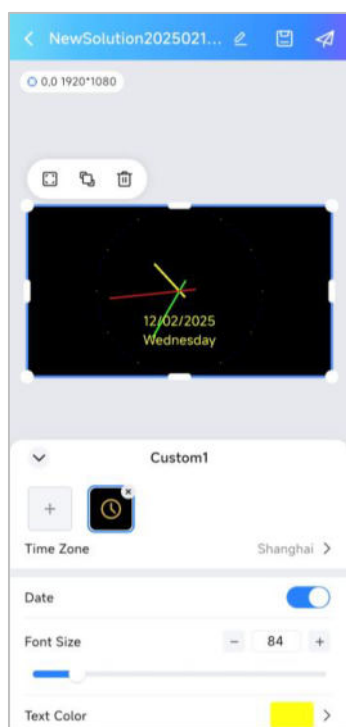 NewSolution2025021...
0,0 1920*1080
12/02/2025
Wednesday
Custom1
Time Zone
Shanghai
Date
Font Size
84
Text Color